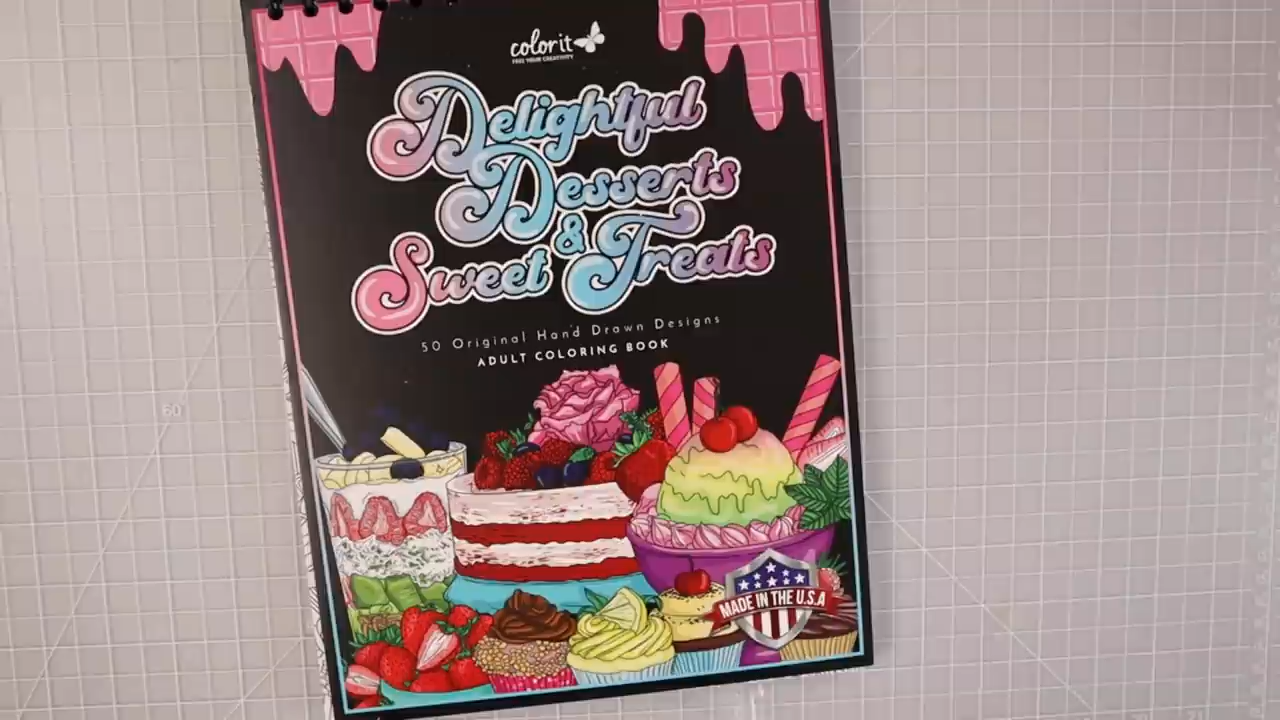 colorit
FREE YOUR CREATIVITY
Delightful
Desserts
&
Sweet Treats
50 Original Hand Drawn Designs
ADULT COLORING BOOK
60
MADE IN THE U.S.A